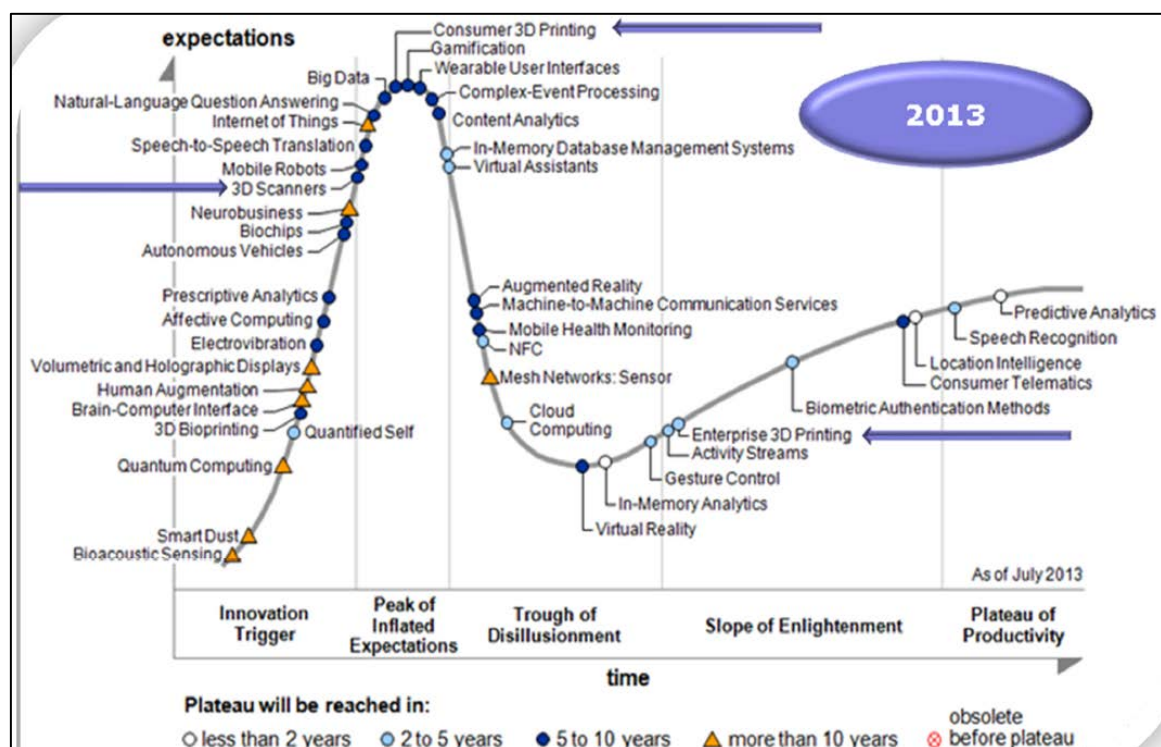 expectations
2013
Consumer 3D Printing
Gamification
Wearable User Interfaces
Big Data
Complex-Event Processing
Natural-Language Question Answering
Internet of Things
Content Analytics
Speech-to-Speech Translation
In-Memory Database Management Systems
Mobile Robots
Virtual Assistants
3D Scanners
Neurobusiness
Biochips
Autonomous Vehicles
Augmented Reality
Prescriptive Analytics
Machine-to-Machine Communication Services
Predictive Analytics
Affective Computing
Mobile Health Monitoring
Speech Recognition
Electrovibration
NFC
Location Intelligence
Volumetric and Holographic Displays
Mesh Networks: Sensor
Consumer Telematics
Human Augmentation
Brain-Computer Interface
Cloud
Computing
Biometric Authentication Methods
3D Bioprinting
Quantified Self
Enterprise 3D Printing
Activity Streams
Quantum Computing
Gesture Control
In-Memory Analytics
Virtual Reality
Smart Dust
Bioacoustic Sensing
As of July 2013
Innovation
Trigger
Peak of
Inflated
Expectations
Trough of
Disillusionment
Slope of Enlightenment
Plateau of
Productivity
time
Plateau will be reached in:
less than 2 years
2 to 5 years
5 to 10 years
more than 10 years
obsolete
before plateau